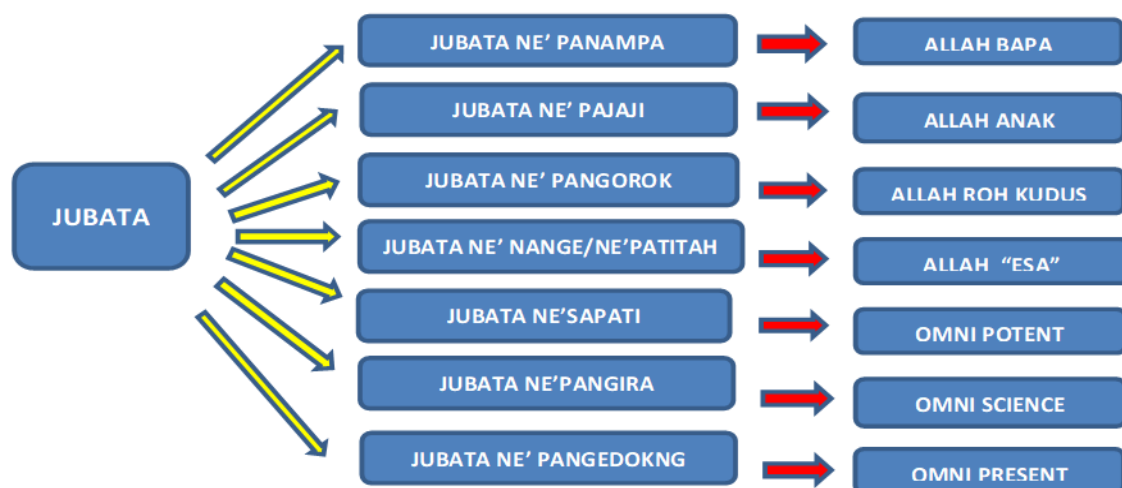 JUBATA
JUBATA NE’ PANAMPA
ALLAH BAPA
JUBATA NE’ PAJAJI
ALLAH ANAK
JUBATA NE’ PANGOROK
ALLAH ROH KUDUS
JUBATA NE’ NANGE/NE’PATITAH
ALLAH “ESA”
JUBATA NE’SAPATI
OMNI POTENT
JUBATA NE’PANGIRA
OMNI SCIENCE
JUBATA NE’ PANGEDOKNG
OMNI PRESENT